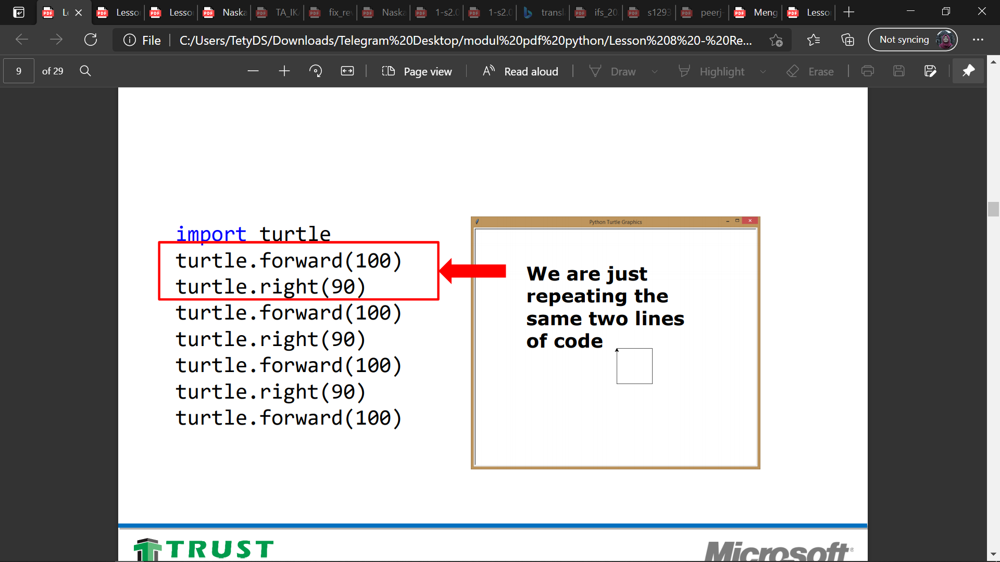 Le Lesso Lesso Naska TA_IK fix_rev Naska 1-s2.0 1-s2.0 transl ifs_20 s1293 peerj- Meng Lesso
File C:/Users/TetyDS/Downloads/Telegram%20Desktop/modul%20pdf%20python/Lesson%208%20-%20Re... Not syncing
9 of 29 Page view Read aloud Draw Highlight Erase
import turtle
turtle.forward(100)
turtle.right(90)
turtle.forward(100)
turtle.right(90)
turtle.forward(100)
turtle.right(90)
turtle.forward(100)
Python Turtle Graphics
We are just
repeating the
same two lines
of code
TRUST
Microsoft